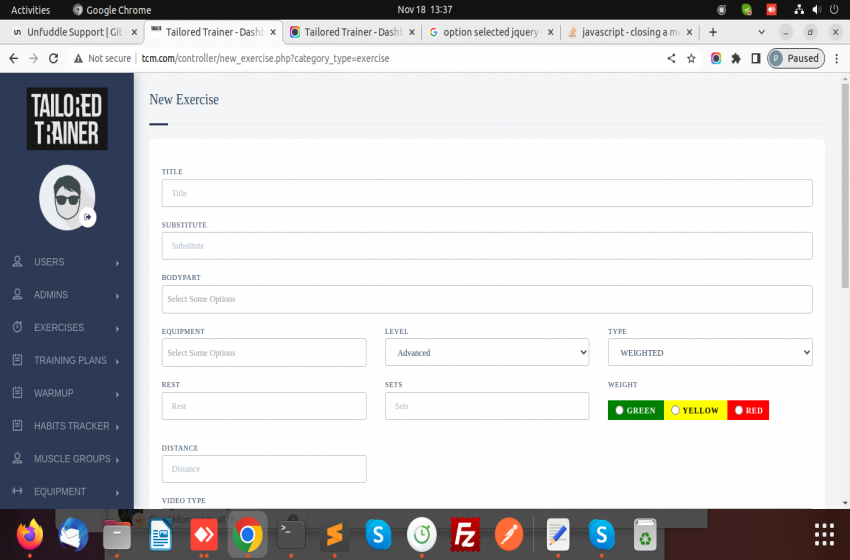 Activities
Google Chrome
Nov 18 13:37
Unfuddle Support | Git
Tailored Trainer - Dashb
Tailored Trainer - Dashb
option selected jquery
javascript - closing a mo
Not secure | tcm.com/controller/new_exercise.php?category_type=exercise
P Paused
TAILORED
TRAINER
New Exercise
TITLE
Title
SUBSTITUTE
Substitute
USERS
BODYPART
Select Some Options
ADMINS
EXERCISES
EQUIPMENT
LEVEL
TYPE
Select Some Options
Advanced
WEIGHTED
TRAINING PLANS
REST
SETS
WEIGHT
WARMUP
Rest
Sets
GREEN
YELLOW
RED
HABITS TRACKER
DISTANCE
MUSCLE GROUPS
Distance
EQUIPMENT
VIDEO TYPE